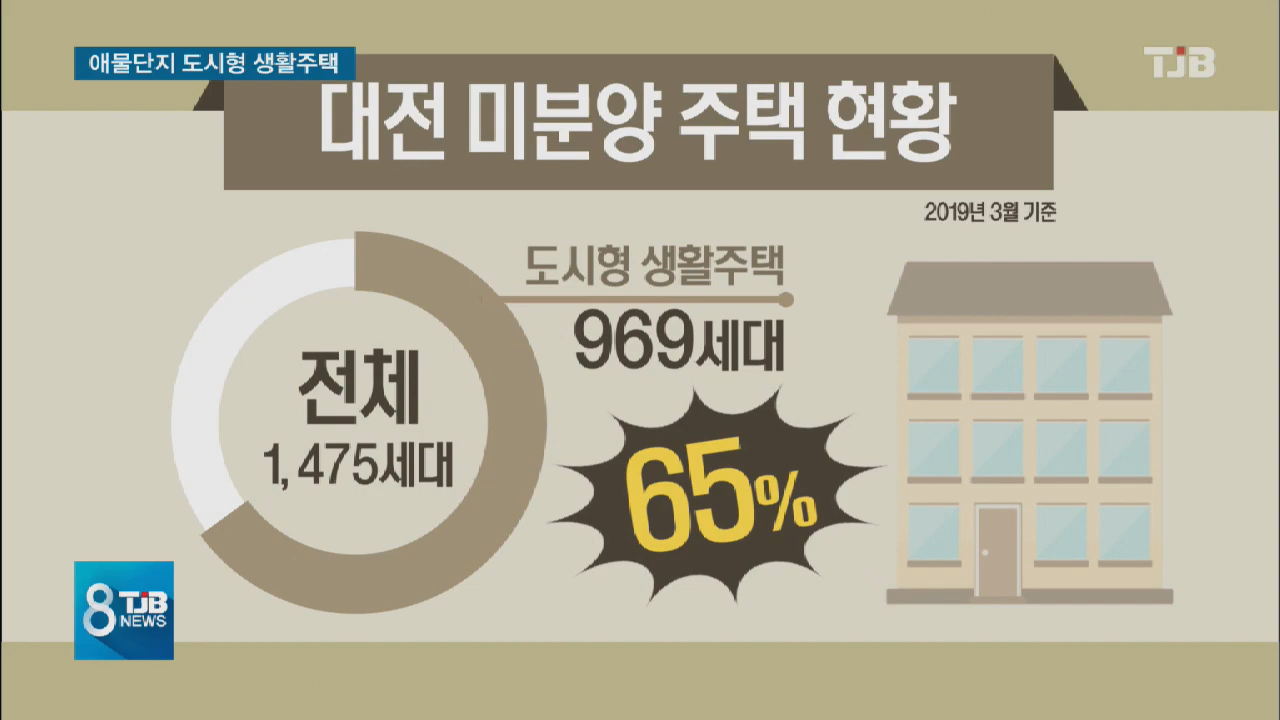 애물단지 도시형 생활주택
TJB
대전 미분양 주택 현황
2019년 3월 기준
도시형 생활주택
969세대
전체
1,475세대
65%
8 TJB
NEWS